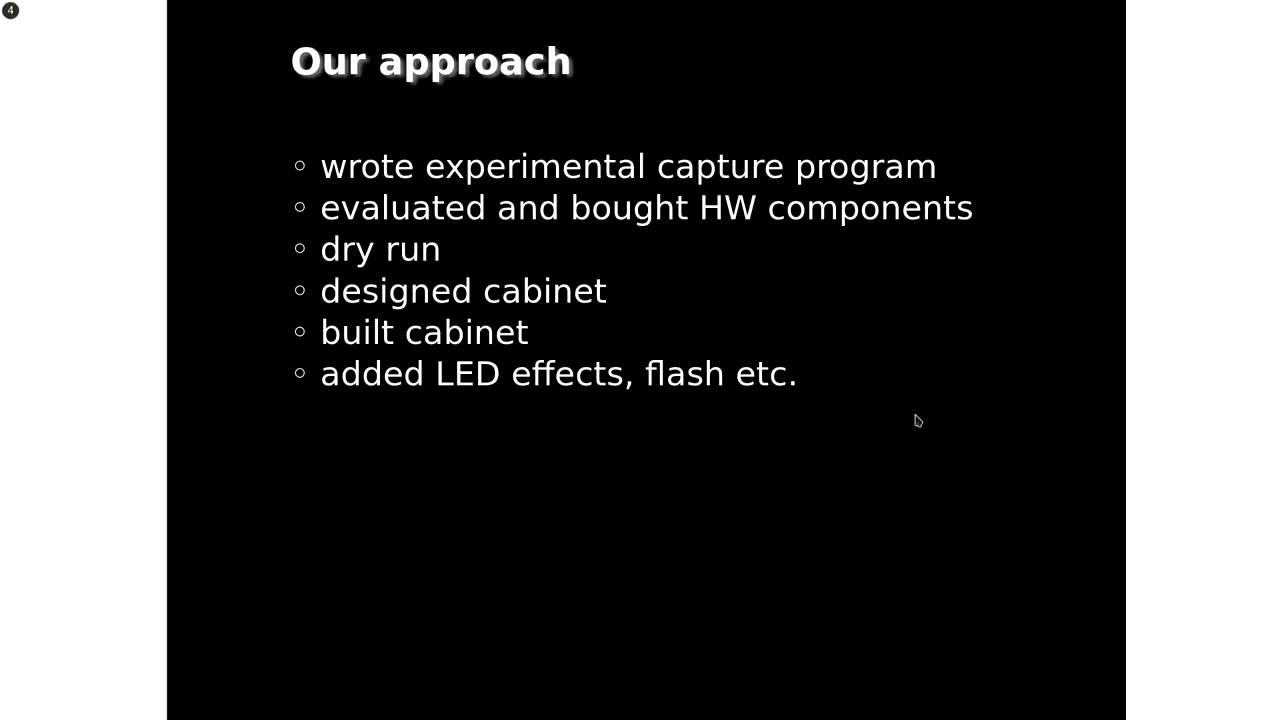 4
Our approach
◦ wrote experimental capture program
◦ evaluated and bought HW components
◦ dry run
◦ designed cabinet
◦ built cabinet
◦ added LED effects, flash etc.